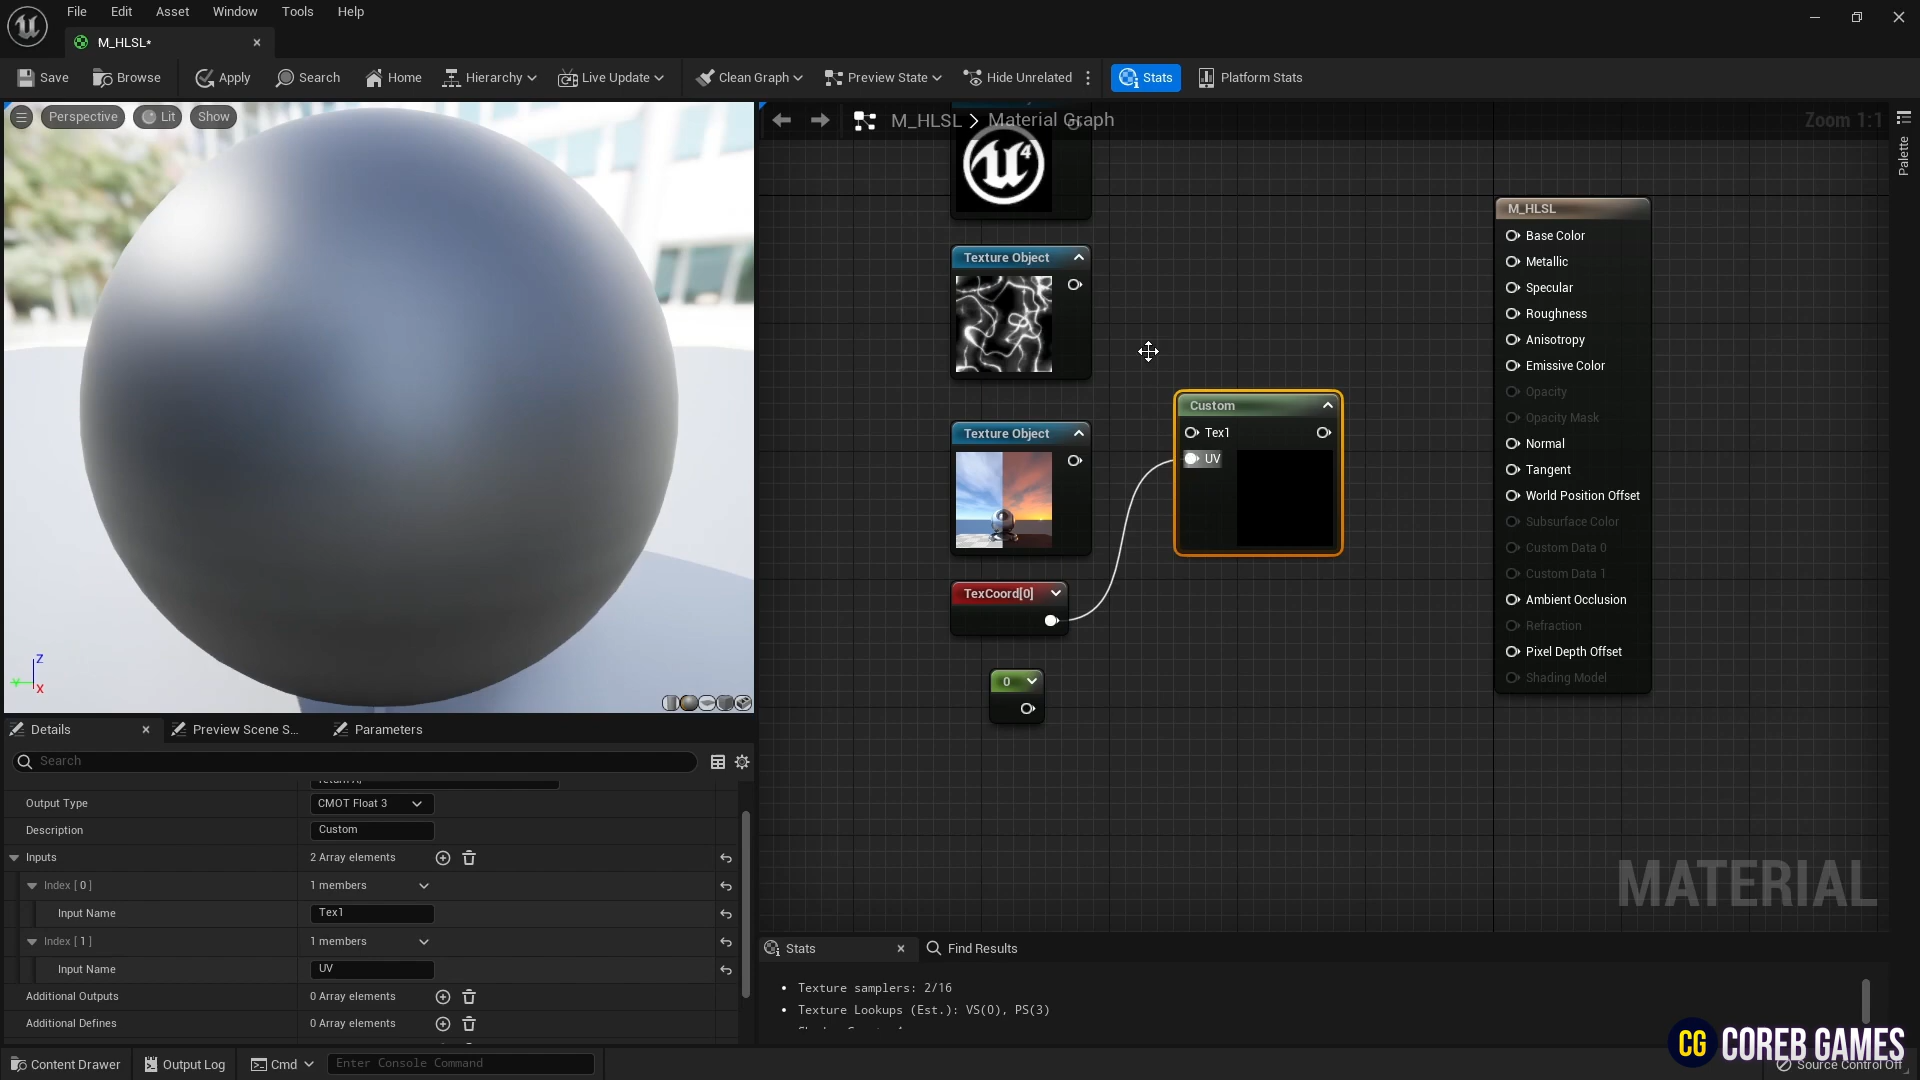 File Edit Asset Window Tools Help
M_HLSL*
Save Browse Apply Search Home Hierarchy Live Update Clean Graph Preview State Hide Unrelated Stats Platform Stats
Perspective Lit Show
M_HLSL > Material Graph
Zoom 1:1
Palette
4
Texture Object
Texture Object
TexCoord[0]
0
Custom
Tex1
UV
M_HLSL
Base Color
Metallic
Specular
Roughness
Anisotropy
Emissive Color
Opacity
Opacity Mask
Normal
Tangent
World Position Offset
Subsurface Color
Custom Data 0
Custom Data 1
Ambient Occlusion
Refraction
Pixel Depth Offset
Shading Model
MATERIAL
Z
Y
X
Details Preview Scene S... Parameters
Search
Output Type CMOT Float 3
Description Custom
Inputs 2 Array elements
Index [ 0 ] 1 members
Input Name Tex1
Index [ 1 ] 1 members
Input Name UV
Additional Outputs 0 Array elements
Additional Defines 0 Array elements
Stats Find Results
• Texture samplers: 2/16
• Texture Lookups (Est.): VS(0), PS(3)
Content Drawer Output Log Cmd Enter Console Command
Source Control Off
CG COREB GAMES